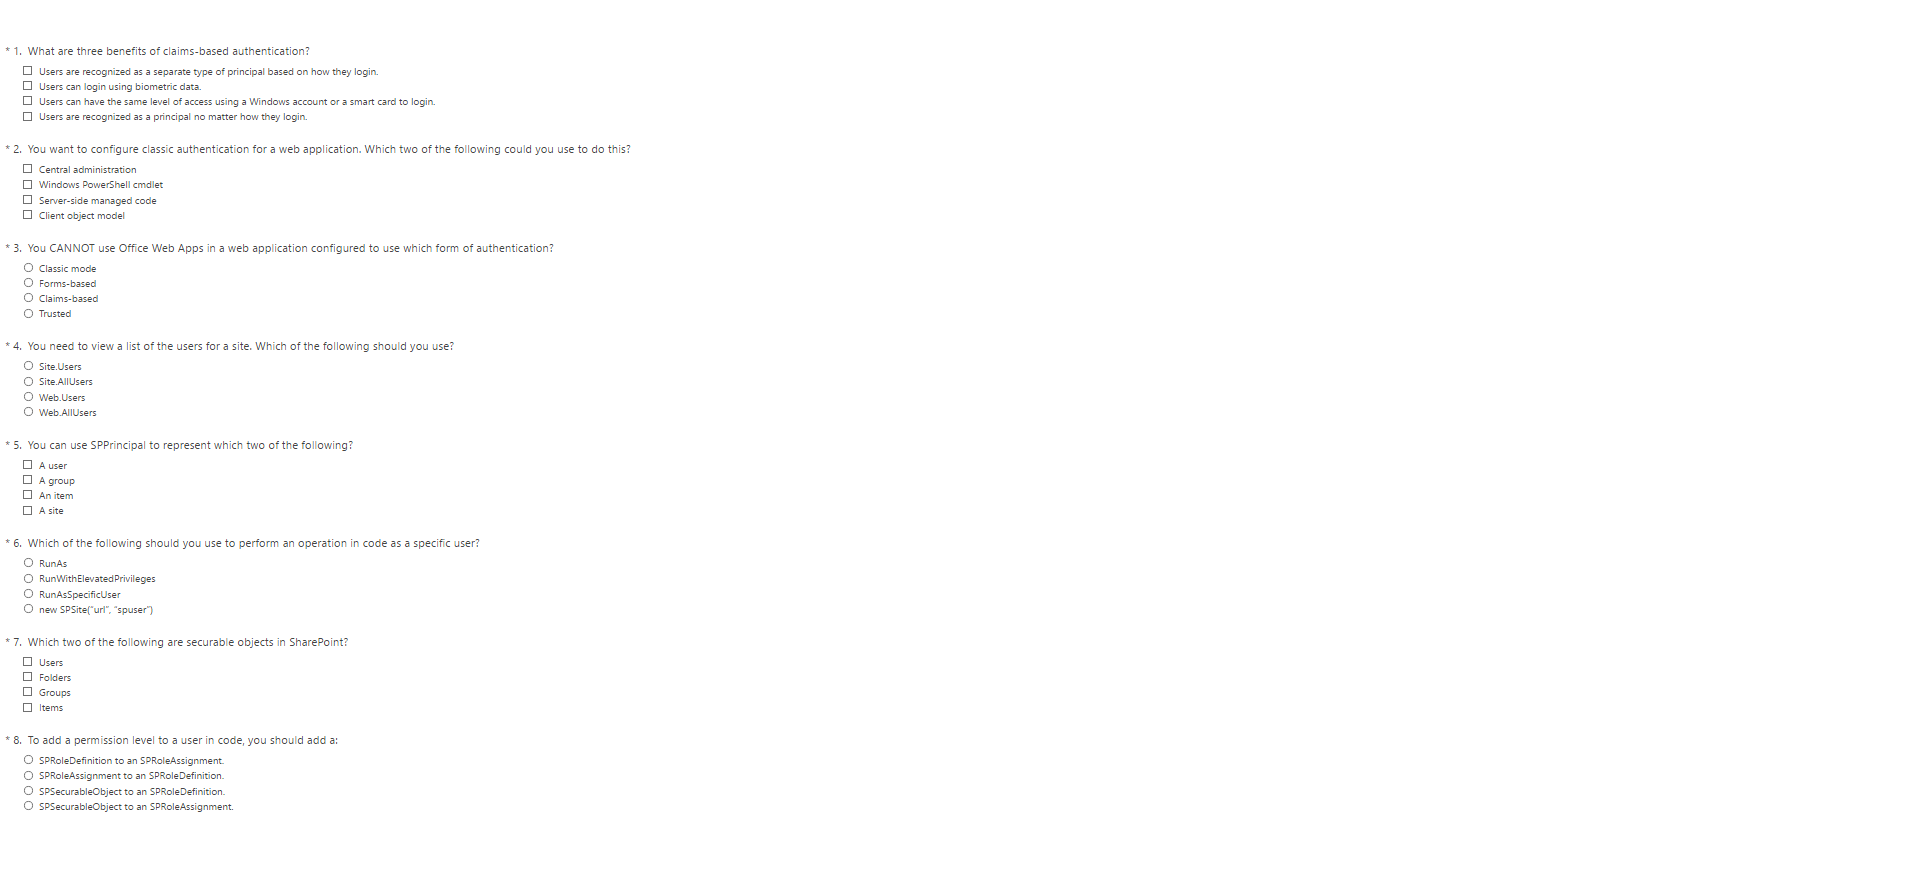 * 1. What are three benefits of claims-based authentication?
Users are recognized as a separate type of principal based on how they login.
Users can login using biometric data.
Users can have the same level of access using a Windows account or a smart card to login.
Users are recognized as a principal no matter how they login.
* 2. You want to configure classic authentication for a web application. Which two of the following could you use to do this?
Central administration
Windows PowerShell cmdlet
Server-side managed code
Client object model
* 3. You CANNOT use Office Web Apps in a web application configured to use which form of authentication?
Classic mode
Forms-based
Claims-based
Trusted
* 4. You need to view a list of the users for a site. Which of the following should you use?
Site.Users
Site.AllUsers
Web.Users
Web.AllUsers
* 5. You can use SPPrincipal to represent which two of the following?
A user
A group
An item
A site
* 6. Which of the following should you use to perform an operation in code as a specific user?
RunAs
RunWithElevatedPrivileges
RunAsSpecificUser
new SPSite("url", "spuser")
* 7. Which two of the following are securable objects in SharePoint?
Users
Folders
Groups
Items
* 8. To add a permission level to a user in code, you should add a:
SPRoleDefinition to an SPRoleAssignment.
SPRoleAssignment to an SPRoleDefinition.
SPSecurableObject to an SPRoleDefinition.
SPSecurableObject to an SPRoleAssignment.